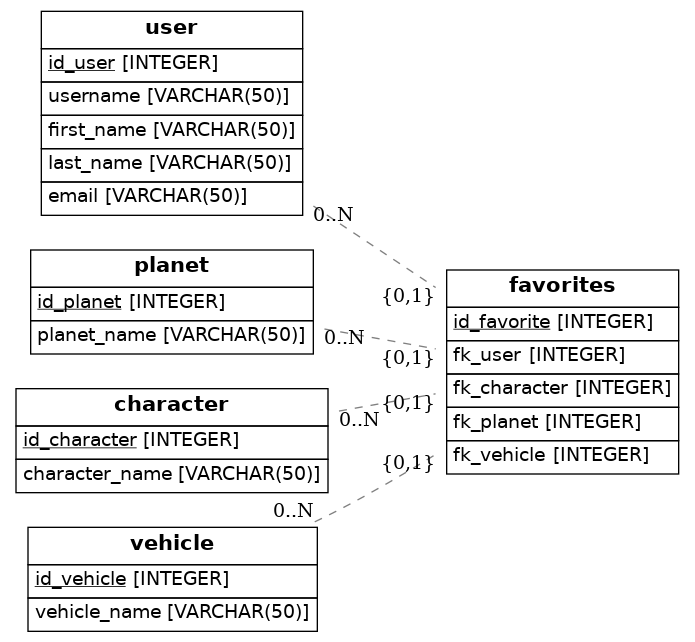 user
id_user [INTEGER]
username [VARCHAR(50)]
first_name [VARCHAR(50)]
last_name [VARCHAR(50)]
email [VARCHAR(50)]
0..N
{0,1}
planet
id_planet [INTEGER]
planet_name [VARCHAR(50)]
0..N
{0,1}
character
id_character [INTEGER]
character_name [VARCHAR(50)]
0..N
{0,1}
vehicle
id_vehicle [INTEGER]
vehicle_name [VARCHAR(50)]
0..N
{0,1}
favorites
id_favorite [INTEGER]
fk_user [INTEGER]
fk_character [INTEGER]
fk_planet [INTEGER]
fk_vehicle [INTEGER]